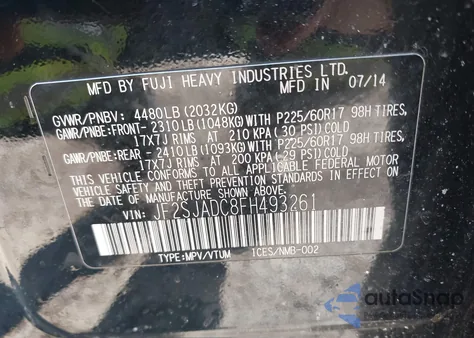 MFD BY FUJI HEAVY INDUSTRIES LTD.
MFD IN 07/14
GVWR/PNBV: 4480LB (2032KG)
GAWR/PNBE: FRONT- 2310LB (1048KG) WITH P225/60R17 98H TIRES,
17X7J RIMS AT 210 KPA (30 PSI) COLD
GAWR/PNBE: REAR - 2410LB (1093KG) WITH P225/60R17 98H TIRES,
17X7J RIMS AT 200 KPA (29 PSI) COLD
THIS VEHICLE CONFORMS TO ALL APPLICABLE FEDERAL MOTOR
VEHICLE SAFETY AND BUMPER STANDARDS IN EFFECT ON
THE DATE OF MANUFACTURE SHOWN ABOVE.
VIN: JF2SJADC8FH493261
TYPE: MPV/VTUM ICES/NMB-002
autoSnap